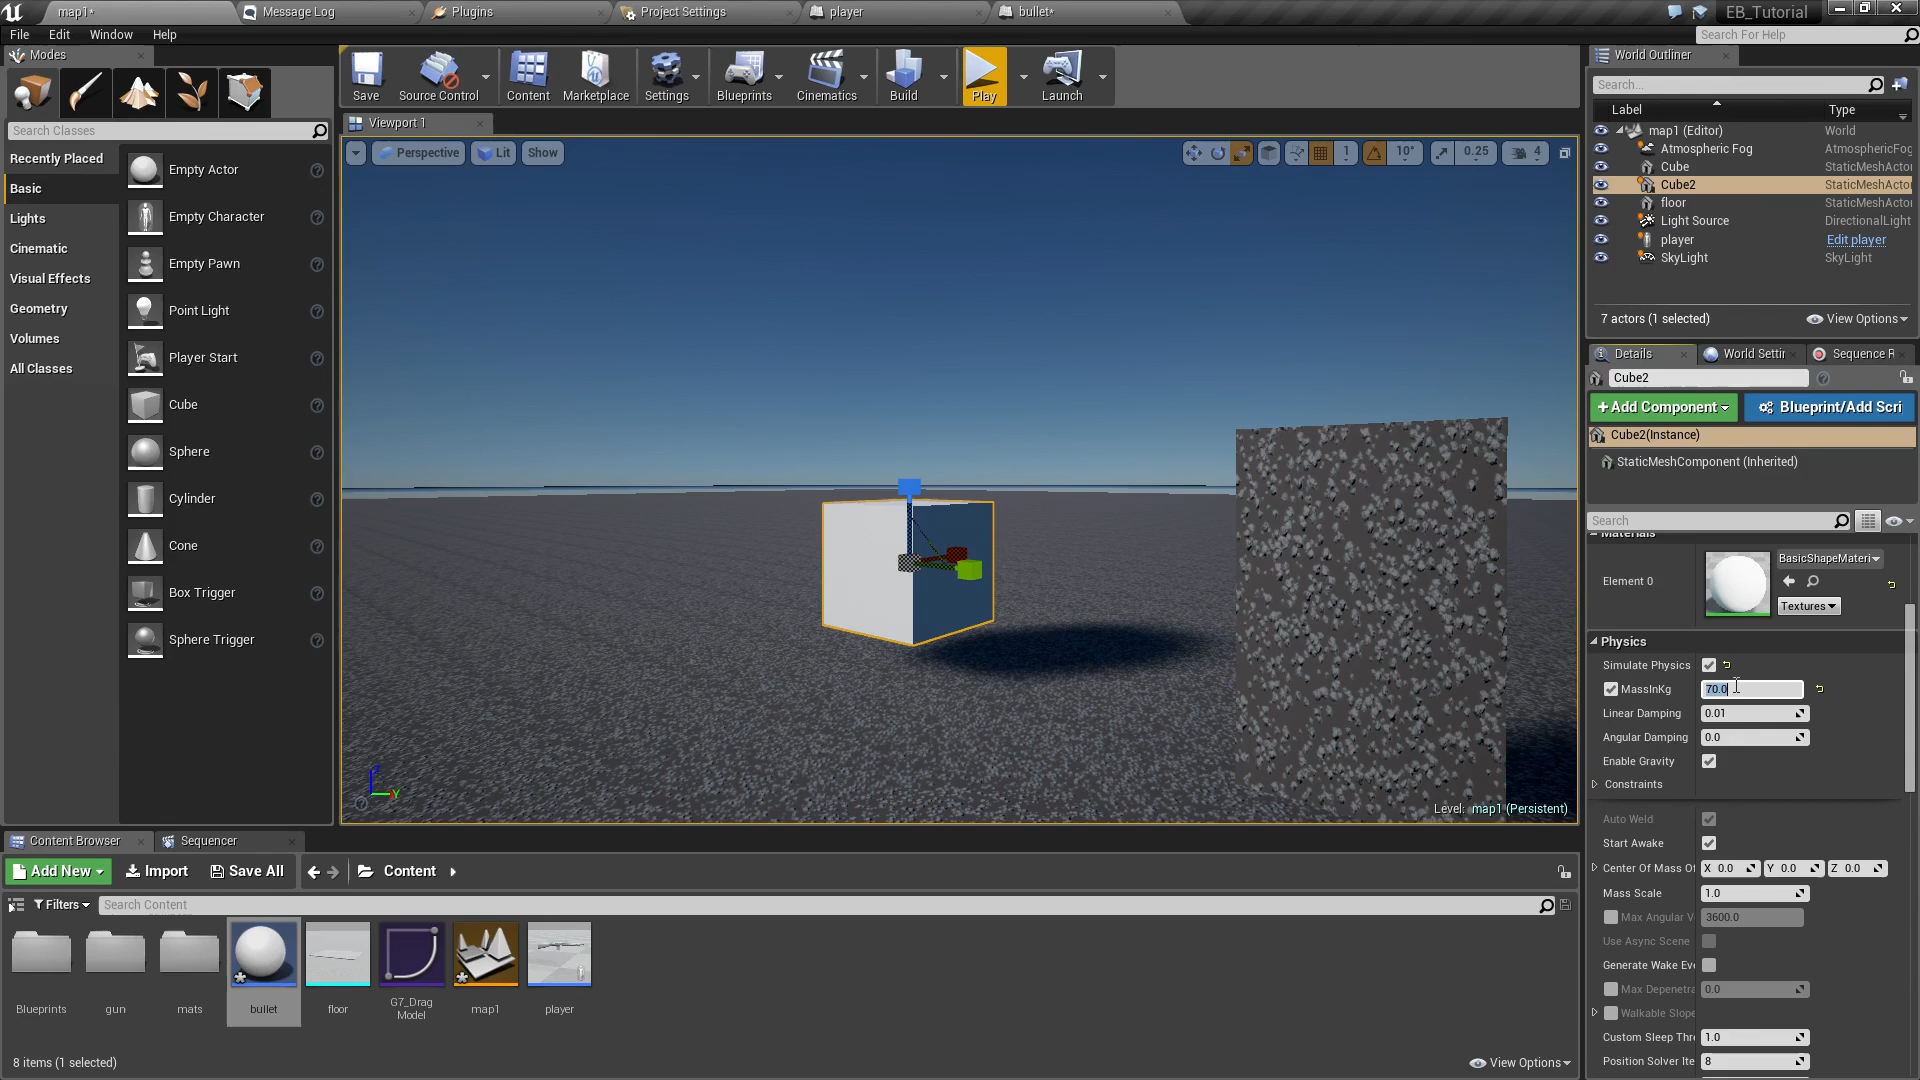 map1*
Message Log
Plugins
Project Settings
player
bullet*
EB_Tutorial
File
Edit
Window
Help
Search For Help
Modes
Search Classes
Recently Placed
Basic
Lights
Cinematic
Visual Effects
Geometry
Volumes
All Classes
Empty Actor
Empty Character
Empty Pawn
Point Light
Player Start
Cube
Sphere
Cylinder
Cone
Box Trigger
Sphere Trigger
Save
Source Control
Content
Marketplace
Settings
Blueprints
Cinematics
Build
Play
Launch
Viewport 1
Perspective
Lit
Show
1
10°
0.25
4
Z
Y
Level: map1 (Persistent)
World Outliner
Search...
Label
Type
map1 (Editor)
World
Atmospheric Fog
AtmosphericFog
Cube
StaticMeshActo
Cube2
StaticMeshActo
floor
StaticMeshActo
Light Source
DirectionalLight
player
Edit player
SkyLight
SkyLight
7 actors (1 selected)
View Options
Details
World Settin
Sequence R
Cube2
+Add Component
Blueprint/Add Scri
Cube2(Instance)
StaticMeshComponent (Inherited)
Search
Materials
Element 0
BasicShapeMateri
Textures
Physics
Simulate Physics
MassInKg
70.0
Linear Damping
0.01
Angular Damping
0.0
Enable Gravity
Constraints
Auto Weld
Start Awake
Center Of Mass Of
X 0.0
Y 0.0
Z 0.0
Mass Scale
1.0
Max Angular V
3600.0
Use Async Scene
Generate Wake Eve
Max Depenetra
0.0
Walkable Slope
Custom Sleep Thre
1.0
Position Solver Ite
8
Content Browser
Sequencer
Add New
Import
Save All
Content
Filters
Search Content
Blueprints
gun
mats
bullet
floor
G7_Drag
Model
map1
player
8 items (1 selected)
View Options